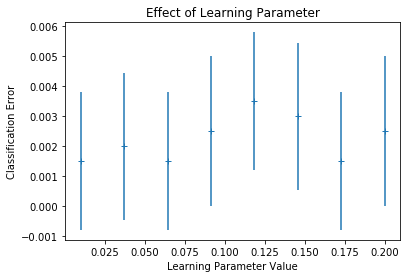 Effect of Learning Parameter
0.006
0.005
0.004
0.003
0.002
0.001
0.000
−0.001
Classification Error
0.025 0.050 0.075 0.100 0.125 0.150 0.175 0.200
Learning Parameter Value